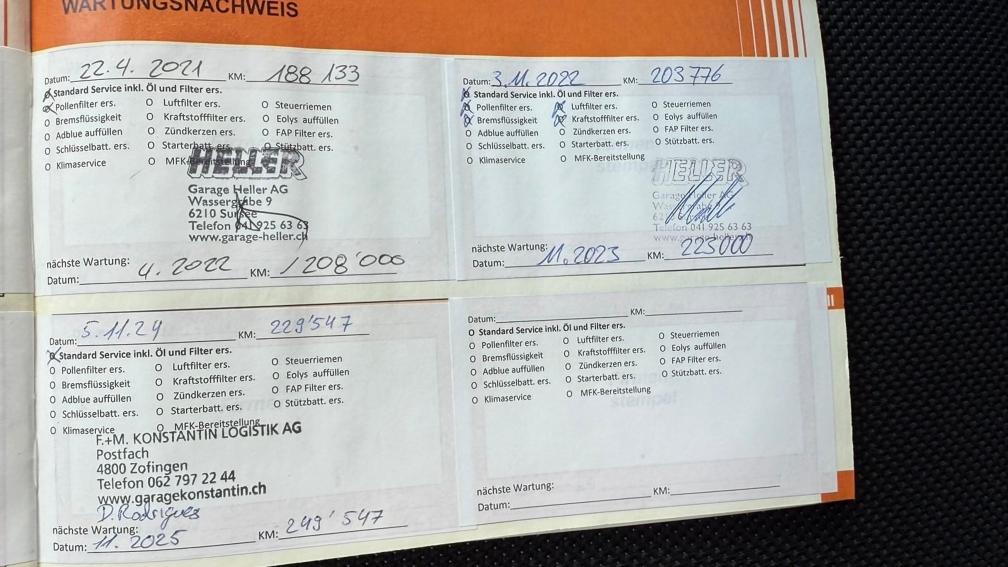 WARTUNGSNACHWEIS
Datum: 22.4. 2021 KM: 188 133
Standard Service inkl. Öl und Filter ers.
Pollenfilter ers. O Luftfilter ers. O Steuerriemen
O Bremsflüssigkeit O Kraftstofffilter ers. O Eolys auffüllen
O Adblue auffüllen O Zündkerzen ers. O FAP Filter ers.
O Schlüsselbatt. ers. O Starterbatt. ers. O Stützbatt. ers.
O Klimaservice O MFK-Bereitstellung
HELLER
Garage Heller AG
Wassergrabe 9
6210 Sursee
Telefon 041 925 63 63
www.garage-heller.ch
nächste Wartung:
Datum: 4. 2022 KM: 208'000
Datum: 3.11.2022 KM: 203 776
Standard Service inkl. Öl und Filter ers.
Pollenfilter ers. Luftfilter ers. O Steuerriemen
Bremsflüssigkeit Kraftstofffilter ers. O Eolys auffüllen
O Adblue auffüllen O Zündkerzen ers. O FAP Filter ers.
O Schlüsselbatt. ers. O Starterbatt. ers. O Stützbatt. ers.
O Klimaservice O MFK-Bereitstellung
HELLER
Garage Heller AG
Telefon 041 925 63 63
www.garage-heller.ch
nächste Wartung:
Datum: 11.2023 KM: 223000
Datum: 5.11.24 KM: 229'547
Standard Service inkl. Öl und Filter ers.
O Pollenfilter ers. O Luftfilter ers. O Steuerriemen
O Bremsflüssigkeit O Kraftstofffilter ers. O Eolys auffüllen
O Adblue auffüllen O Zündkerzen ers. O FAP Filter ers.
O Schlüsselbatt. ers. O Starterbatt. ers. O Stützbatt. ers.
O Klimaservice O MFK-Bereitstellung
F.+M. KONSTANTIN LOGISTIK AG
Postfach
4800 Zofingen
Telefon 062 797 22 44
www.garagekonstantin.ch
D. Rodrigues
nächste Wartung:
Datum: 11. 2025 KM: 249'547
Datum: KM:
O Standard Service inkl. Öl und Filter ers.
O Pollenfilter ers. O Luftfilter ers. O Steuerriemen
O Bremsflüssigkeit O Kraftstofffilter ers. O Eolys auffüllen
O Adblue auffüllen O Zündkerzen ers. O FAP Filter ers.
O Schlüsselbatt. ers. O Starterbatt. ers. O Stützbatt. ers.
O Klimaservice O MFK-Bereitstellung
nächste Wartung:
Datum: KM: